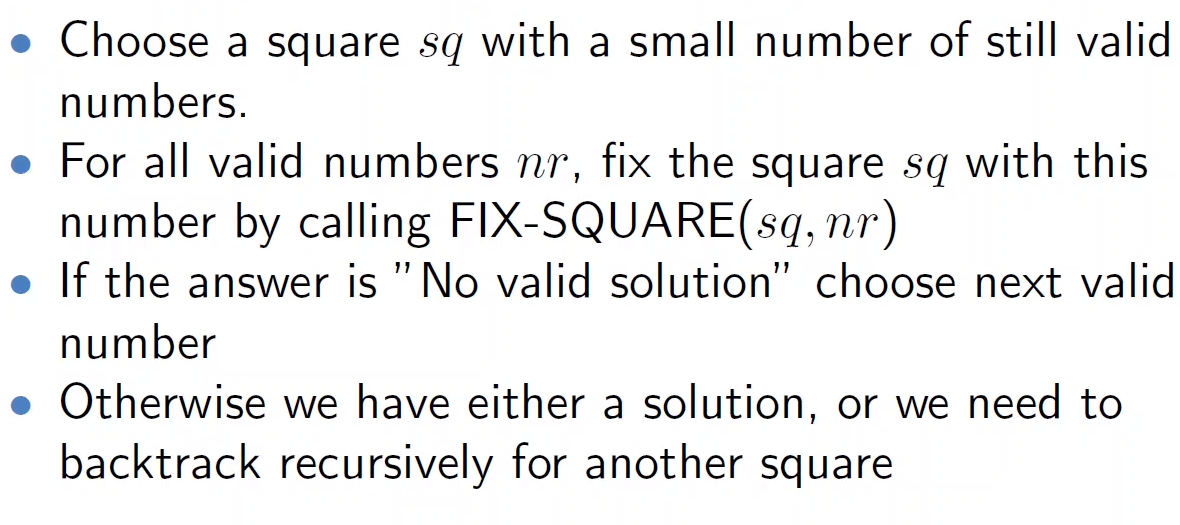 • Choose a square sq with a small number of still valid
numbers.
• For all valid numbers nr, fix the square sq with this
number by calling FIX-SQUARE(sq, nr)
• If the answer is ”No valid solution” choose next valid
number
• Otherwise we have either a solution, or we need to
backtrack recursively for another square